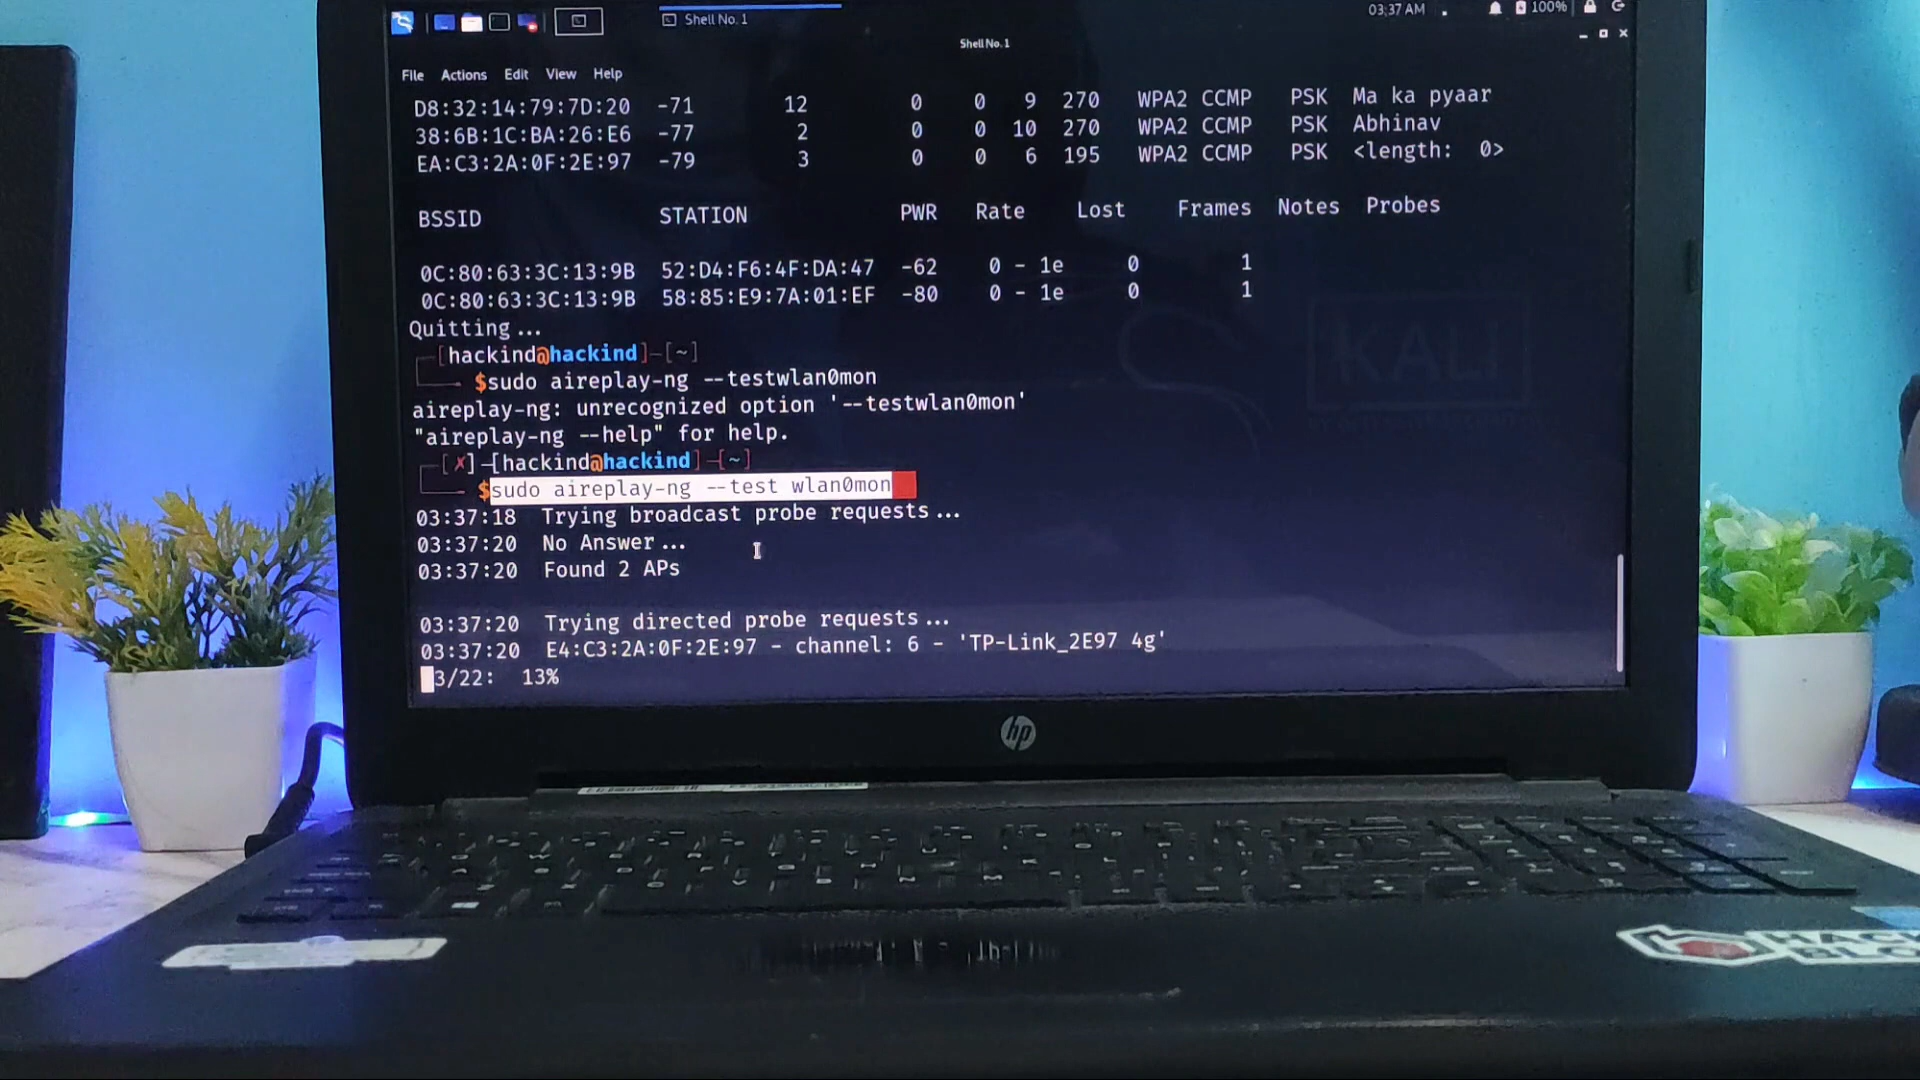 Shell No. 1
03:37 AM
100%
Shell No. 1
File Actions Edit View Help
D8:32:14:79:7D:20 -71 12 0 0 9 270 WPA2 CCMP PSK Ma ka pyaar
38:6B:1C:BA:26:E6 -77 2 0 0 10 270 WPA2 CCMP PSK Abhinav
EA:C3:2A:0F:2E:97 -79 3 0 0 6 195 WPA2 CCMP PSK <length: 0>
BSSID STATION PWR Rate Lost Frames Notes Probes
0C:80:63:3C:13:9B 52:D4:F6:4F:DA:47 -62 0 - 1e 0 1
0C:80:63:3C:13:9B 58:85:E9:7A:01:EF -80 0 - 1e 0 1
Quitting...
[hackind@hackind]-[~]
$sudo aireplay-ng --testwlan0mon
aireplay-ng: unrecognized option '--testwlan0mon'
"aireplay-ng --help" for help.
[✗]-[hackind@hackind]-[~]
$sudo aireplay-ng --test wlan0mon
03:37:18 Trying broadcast probe requests...
03:37:20 No Answer...
03:37:20 Found 2 APs
03:37:20 Trying directed probe requests...
03:37:20 E4:C3:2A:0F:2E:97 - channel: 6 - 'TP-Link_2E97 4g'
3/22: 13%
KALI
hp